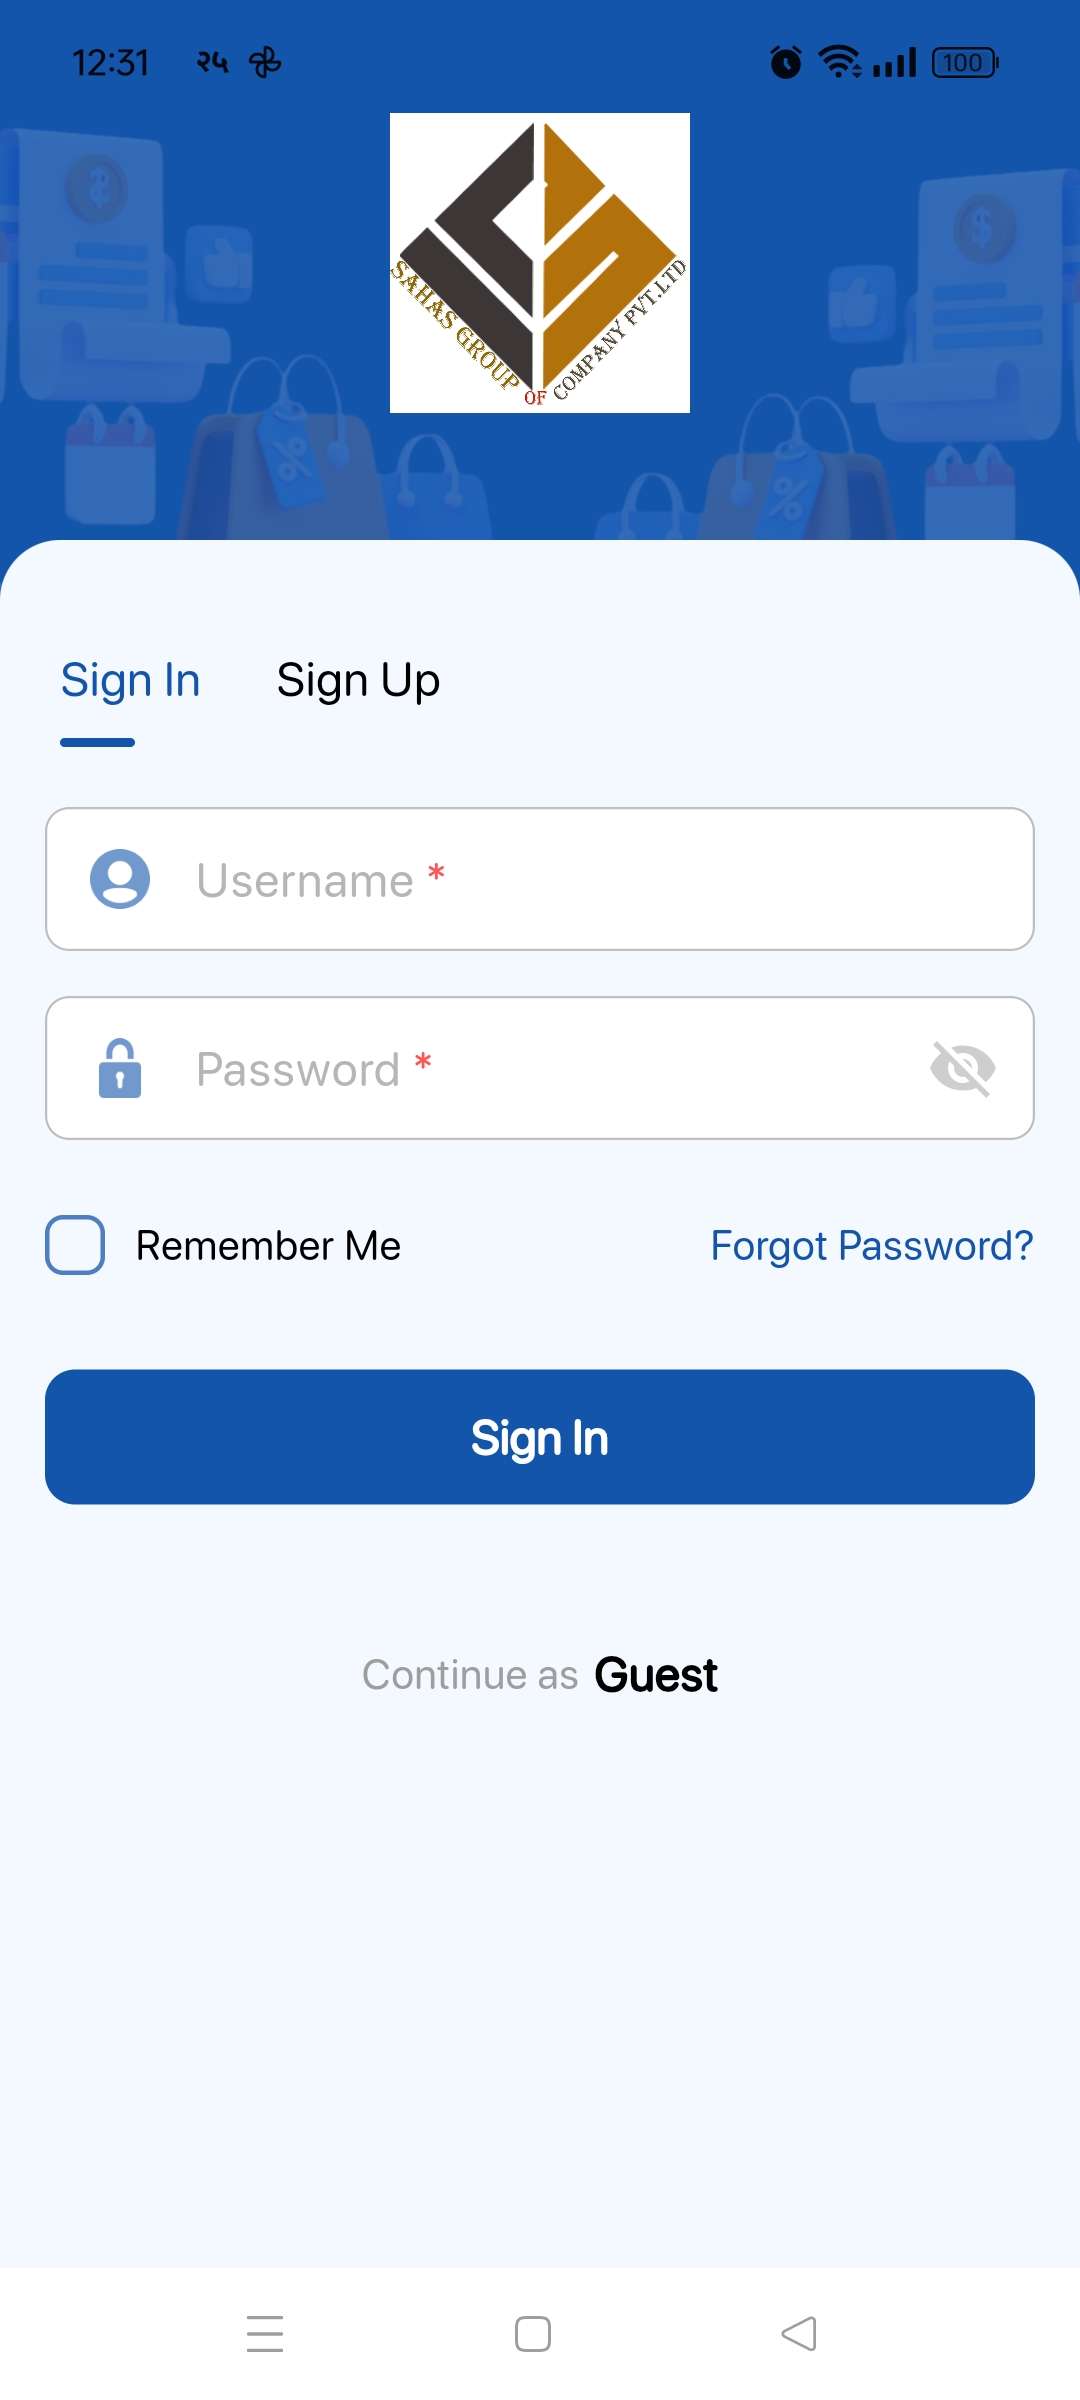 12:31 २५ 100
SAHAS GROUP OF COMPANY PVT.LTD
Sign In Sign Up
Username *
Password *
Remember Me Forgot Password?
Sign In
Continue as Guest